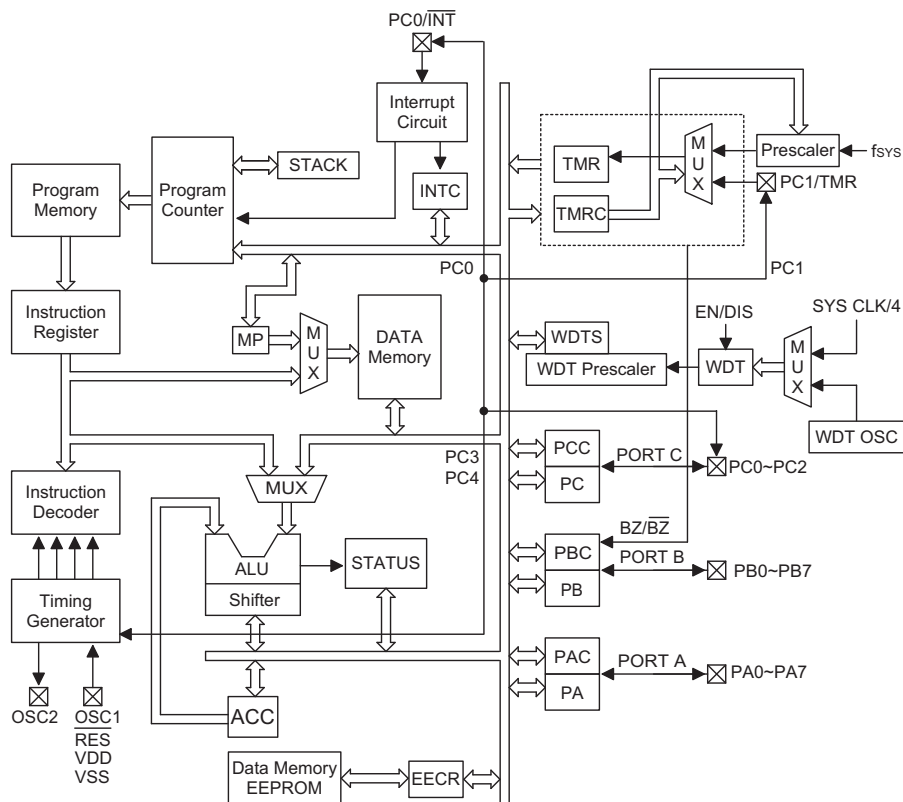 PC0/INT
Interrupt
Circuit
STACK
INTC
Program
Memory
Program
Counter
TMR
TMRC
M
U
X
Prescaler
fSYS
PC1/TMR
PC0
PC1
Instruction
Register
MP
M
U
X
DATA
Memory
WDTS
WDT Prescaler
EN/DIS
WDT
M
U
X
SYS CLK/4
WDT OSC
PC3
PC4
PCC
PC
PORT C
PC0~PC2
Instruction
Decoder
MUX
ALU
Shifter
STATUS
BZ/BZ
PBC
PB
PORT B
PB0~PB7
Timing
Generator
PAC
PA
PORT A
PA0~PA7
OSC2
OSC1
RES
VDD
VSS
ACC
Data Memory
EEPROM
EECR